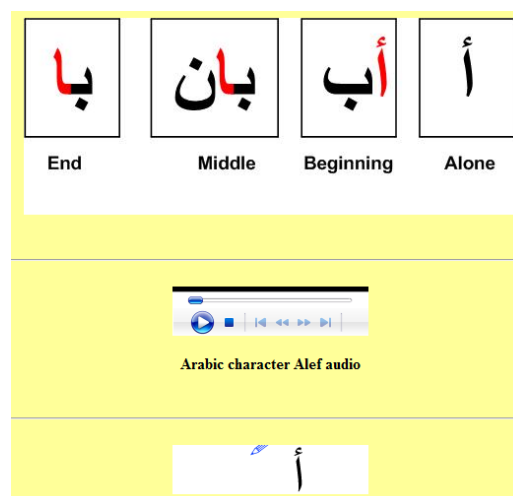 أ أب بان با
Alone Beginning Middle End
Arabic character Alef audio
أ